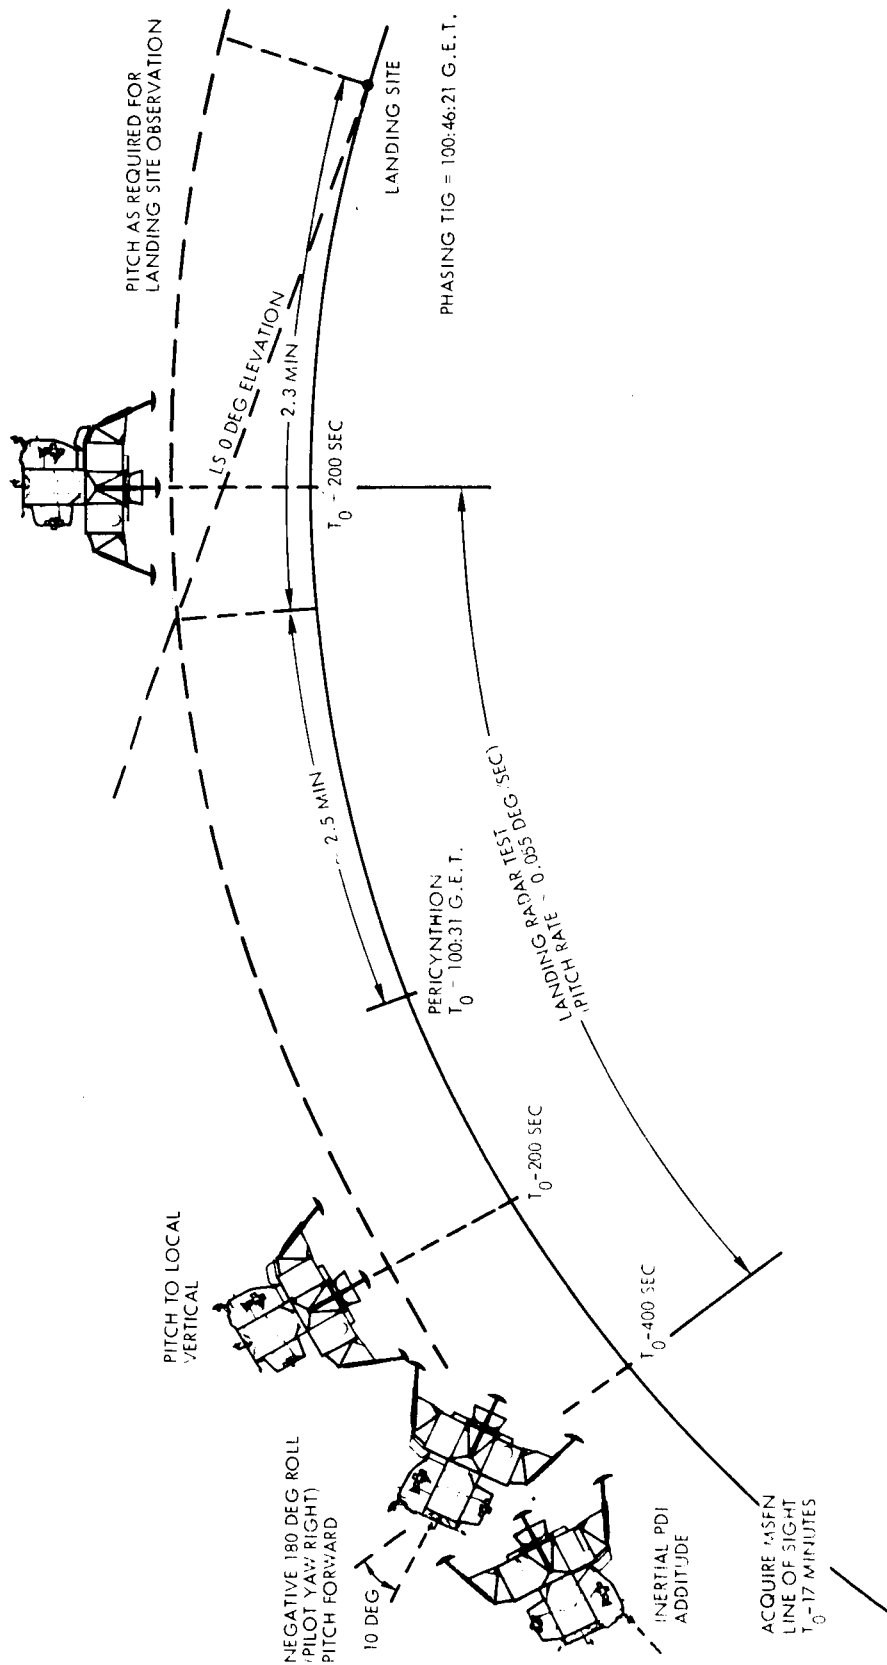 PITCH AS REQUIRED FOR
LANDING SITE OBSERVATION
LANDING SITE
PHASING TIG = 100:46:21 G.E.T.
LS 0 DEG ELEVATION
2.3 MIN
T0 - 200 SEC
2.5 MIN
PERICYNTHION
T0 - 100:31 G.E.T.
LANDING RADAR TEST
(PITCH RATE ~ 0.055 DEG/SEC)
PITCH TO LOCAL
VERTICAL
T0-200 SEC
T0-400 SEC
NEGATIVE 180 DEG ROLL
(PILOT YAW RIGHT)
PITCH FORWARD
10 DEG
INERTIAL PDI
ADDITUDE
ACQUIRE MSFN
LINE OF SIGHT
T0-17 MINUTES